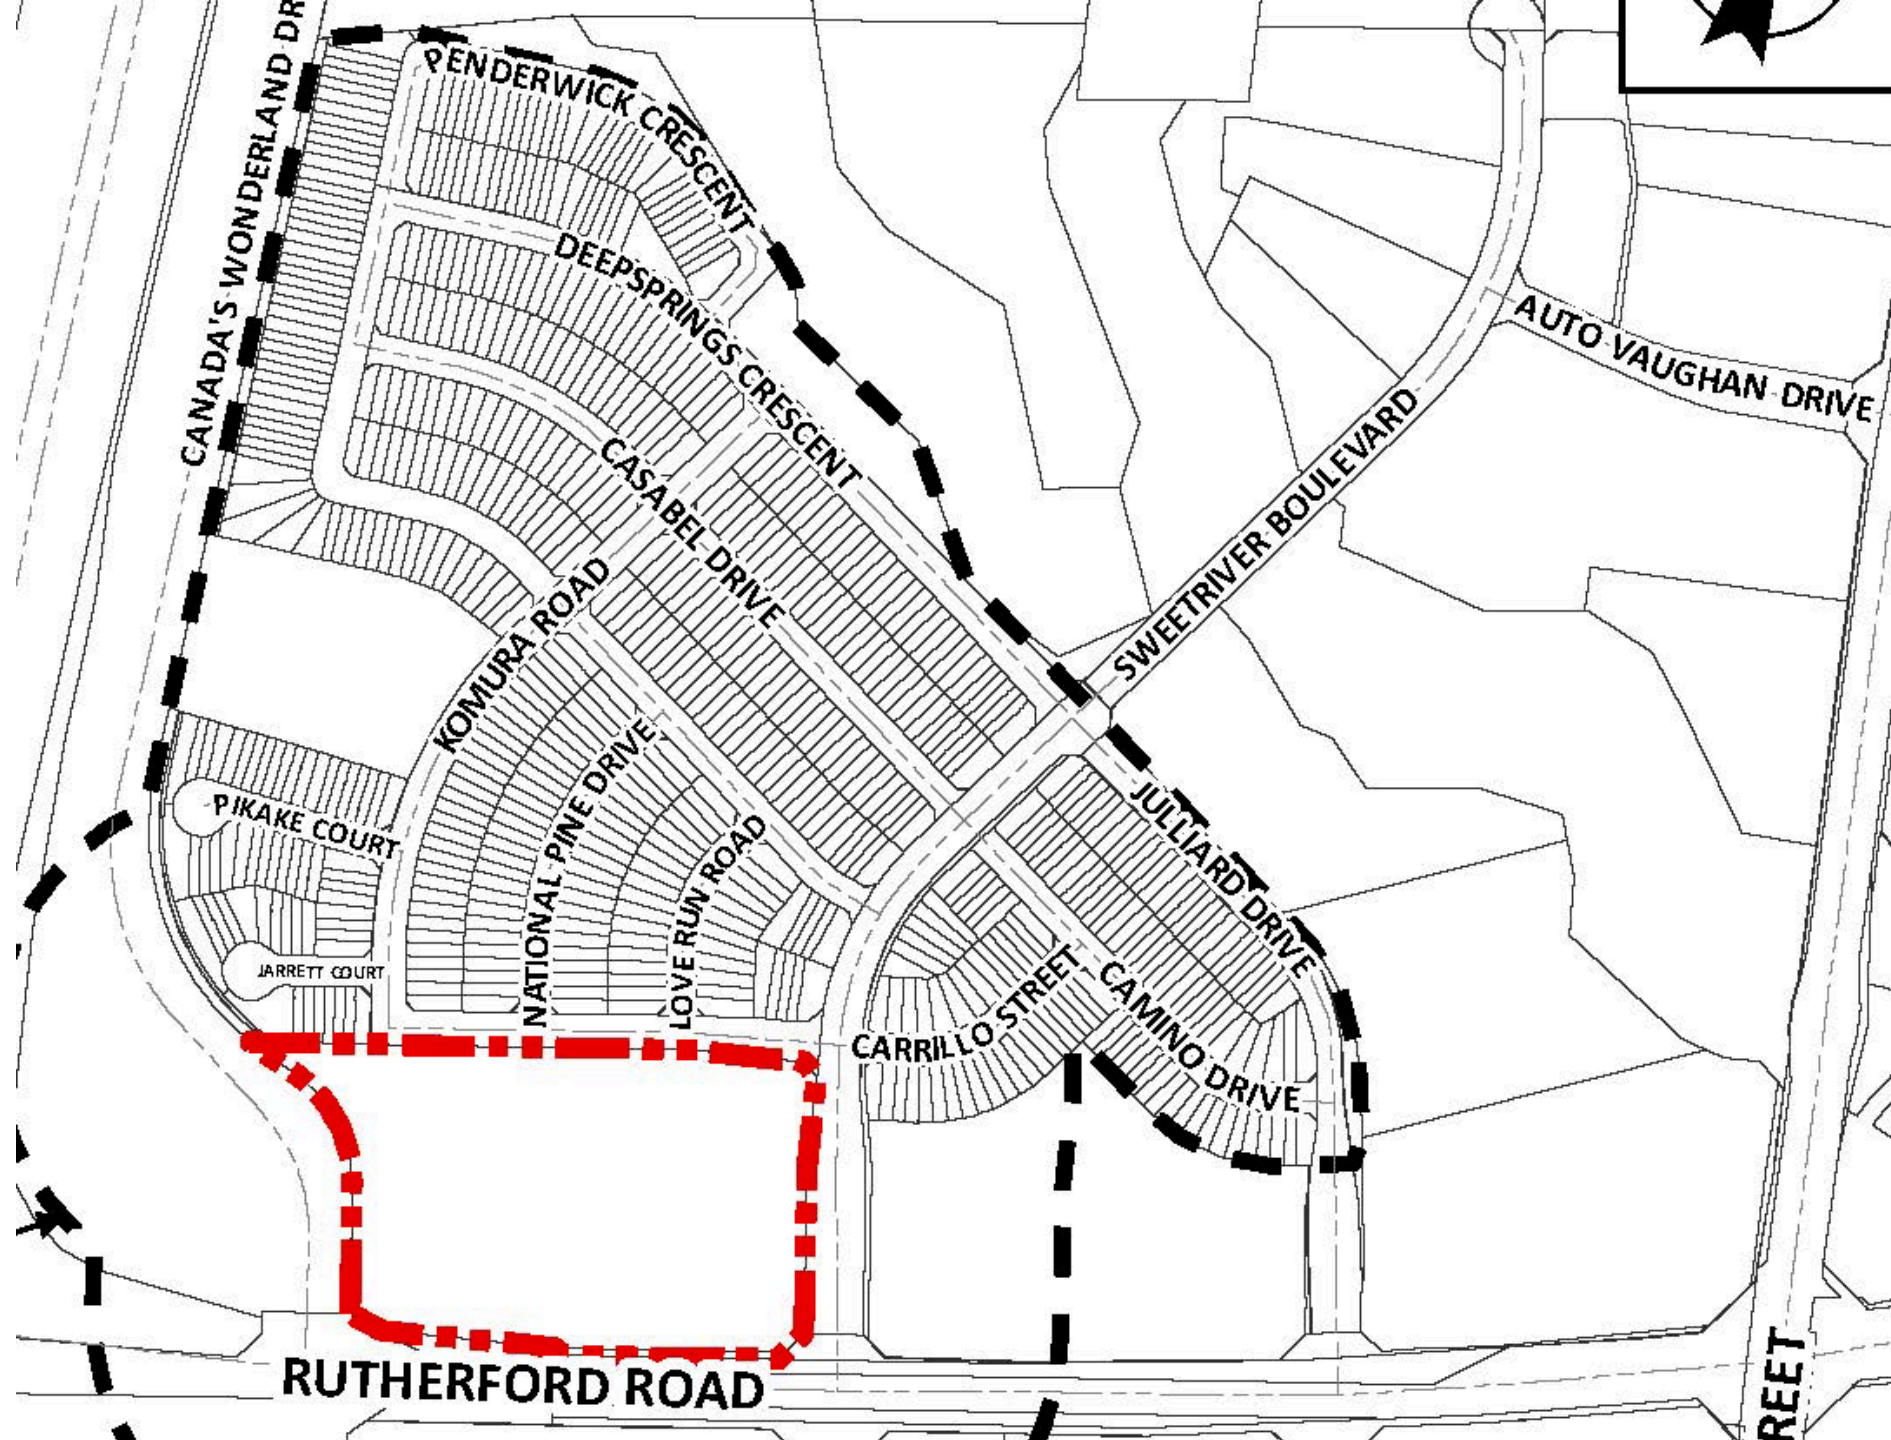 CANADA'S WONDERLAND DR
PENDERWICK CRESCENT
DEEPSPRINGS CRESCENT
AUTO VAUGHAN DRIVE
CASABEL DRIVE
SWEETRIVER BOULEVARD
KOMURA ROAD
NATIONAL PINE DRIVE
PIKAKE COURT
JULLIARD DRIVE
LOVE RUN ROAD
JARRETT COURT
CARRILLO STREET
CAMINO DRIVE
RUTHERFORD ROAD
REET